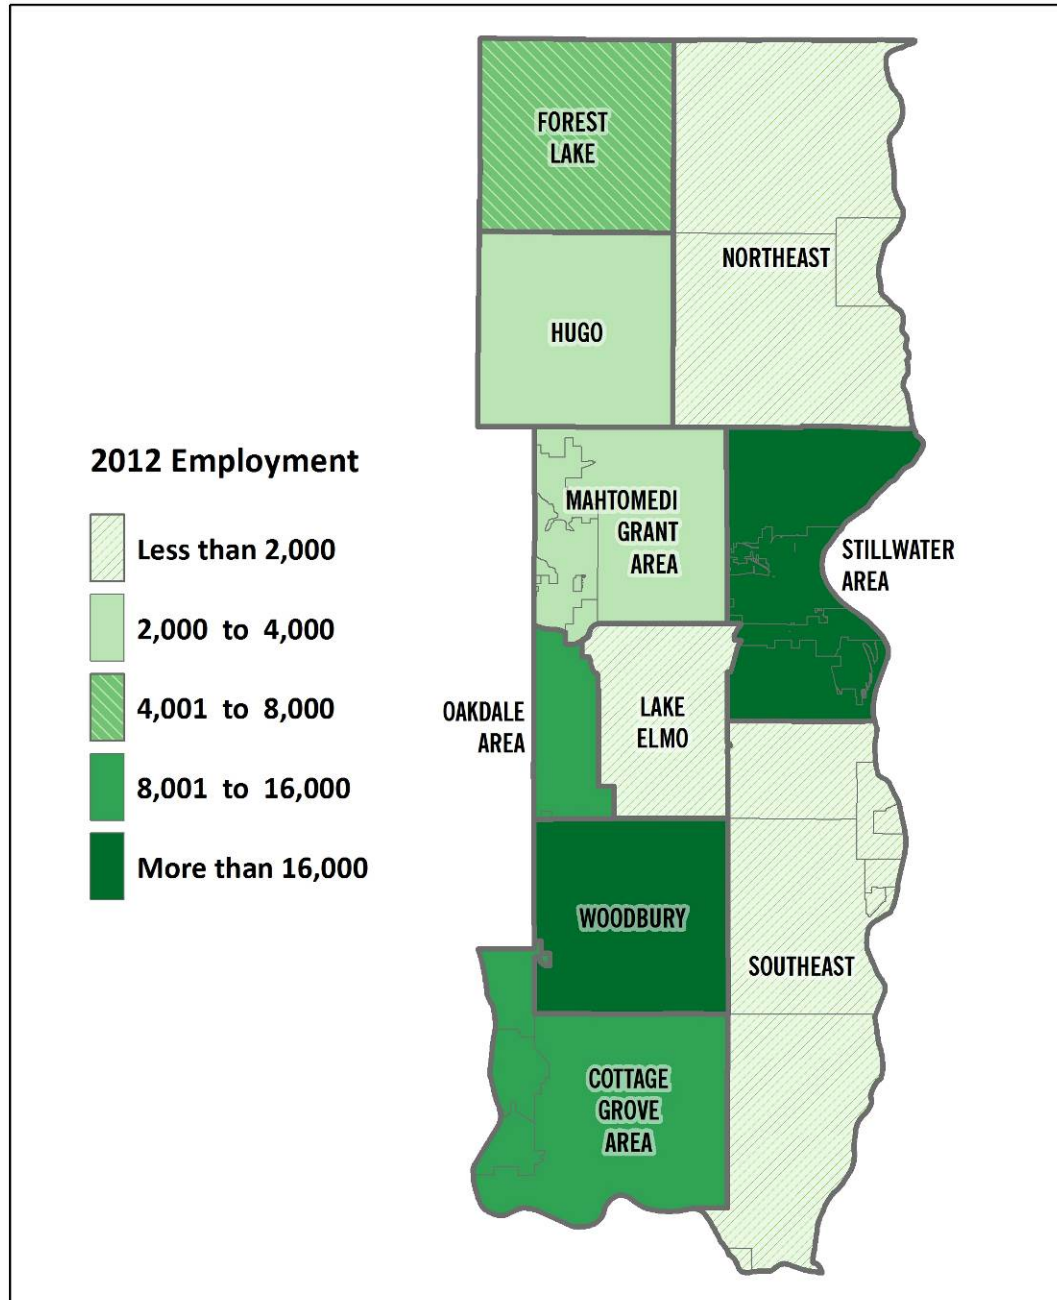 FOREST
LAKE
NORTHEAST
HUGO
2012 Employment
Less than 2,000
2,000 to 4,000
4,001 to 8,000
8,001 to 16,000
More than 16,000
MAHTOMEDI
GRANT
AREA
STILLWATER
AREA
OAKDALE
AREA
LAKE
ELMO
WOODBURY
SOUTHEAST
COTTAGE
GROVE
AREA